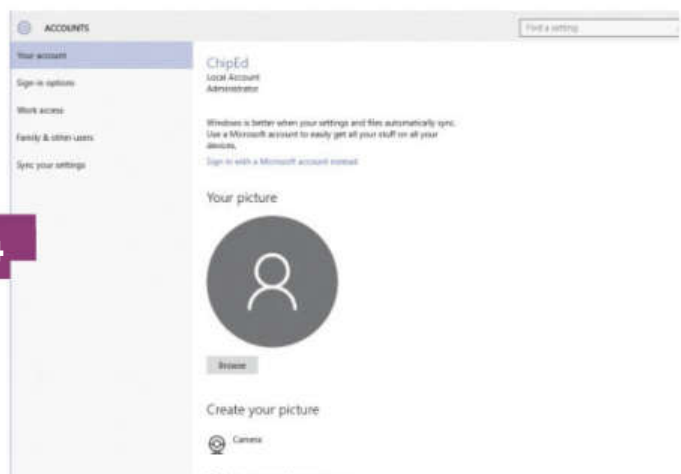 ACCOUNTS
Find a setting
Your account
Sign-in options
Work access
Family & other users
Sync your settings
ChipEd
Local Account
Administrator
Windows is better when your settings and files automatically sync.
Use a Microsoft account to easily get all your stuff on all your
devices.
Sign in with a Microsoft account instead
Your picture
Browse
Create your picture
Camera